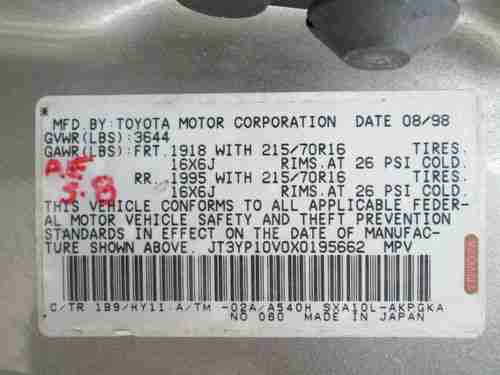 MFD.BY:TOYOTA MOTOR CORPORATION DATE 08/98
GVWR(LBS):3644
GAWR(LBS):FRT. 1918 WITH 215/70R16 TIRES.
16X6J RIMS.AT 26 PSI COLD.
RR. 1995 WITH 215/70R16 TIRES.
16X6J RIMS.AT 26 PSI COLD.
THIS VEHICLE CONFORMS TO ALL APPLICABLE FEDER-
AL MOTOR VEHICLE SAFETY AND THEFT PREVENTION
STANDARDS IN EFFECT ON THE DATE OF MANUFAC-
TURE SHOWN ABOVE. JT3YP10V0X0195662 MPV
C/TR 1B9/HY11 A/TM -02A/A540H SXA10L-AKPGKA
NO 080 MADE IN JAPAN